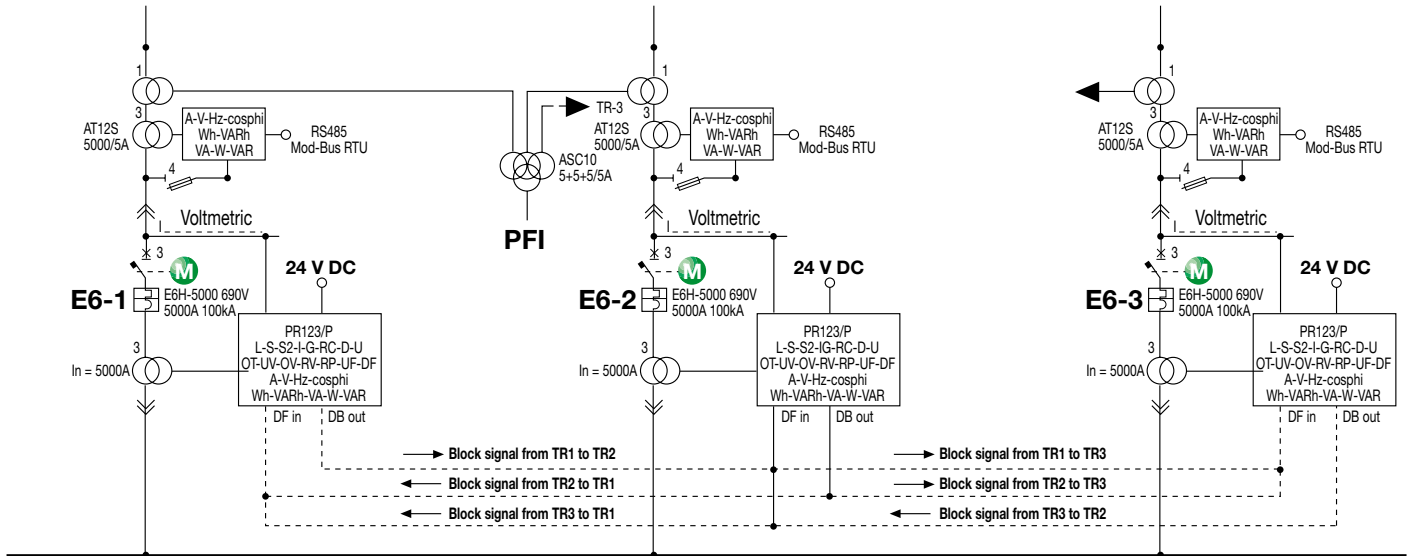 1
3
AT12S
5000/5A
A-V-Hz-cosphi
Wh-VARh
VA-W-VAR
RS485
Mod-Bus RTU
4
Voltmetric
3
M
24 V DC
E6-1
E6H-5000 690V
5000A 100kA
3
In = 5000A
PR123/P
L-S-S2-I-G-RC-D-U
OT-UV-OV-RV-RP-UF-DF
A-V-Hz-cosphi
Wh-VARh-VA-W-VAR
DF in
DB out
TR-3
ASC10
5+5+5/5A
PFI
1
3
AT12S
5000/5A
A-V-Hz-cosphi
Wh-VARh
VA-W-VAR
RS485
Mod-Bus RTU
4
Voltmetric
3
M
24 V DC
E6-2
E6H-5000 690V
5000A 100kA
3
In = 5000A
PR123/P
L-S-S2-I-G-RC-D-U
OT-UV-OV-RV-RP-UF-DF
A-V-Hz-cosphi
Wh-VARh-VA-W-VAR
DF in
DB out
1
3
AT12S
5000/5A
A-V-Hz-cosphi
Wh-VARh
VA-W-VAR
RS485
Mod-Bus RTU
4
Voltmetric
3
M
24 V DC
E6-3
E6H-5000 690V
5000A 100kA
3
In = 5000A
PR123/P
L-S-S2-I-G-RC-D-U
OT-UV-OV-RV-RP-UF-DF
A-V-Hz-cosphi
Wh-VARh-VA-W-VAR
DF in
DB out
Block signal from TR1 to TR2
Block signal from TR1 to TR3
Block signal from TR2 to TR1
Block signal from TR2 to TR3
Block signal from TR3 to TR1
Block signal from TR3 to TR2